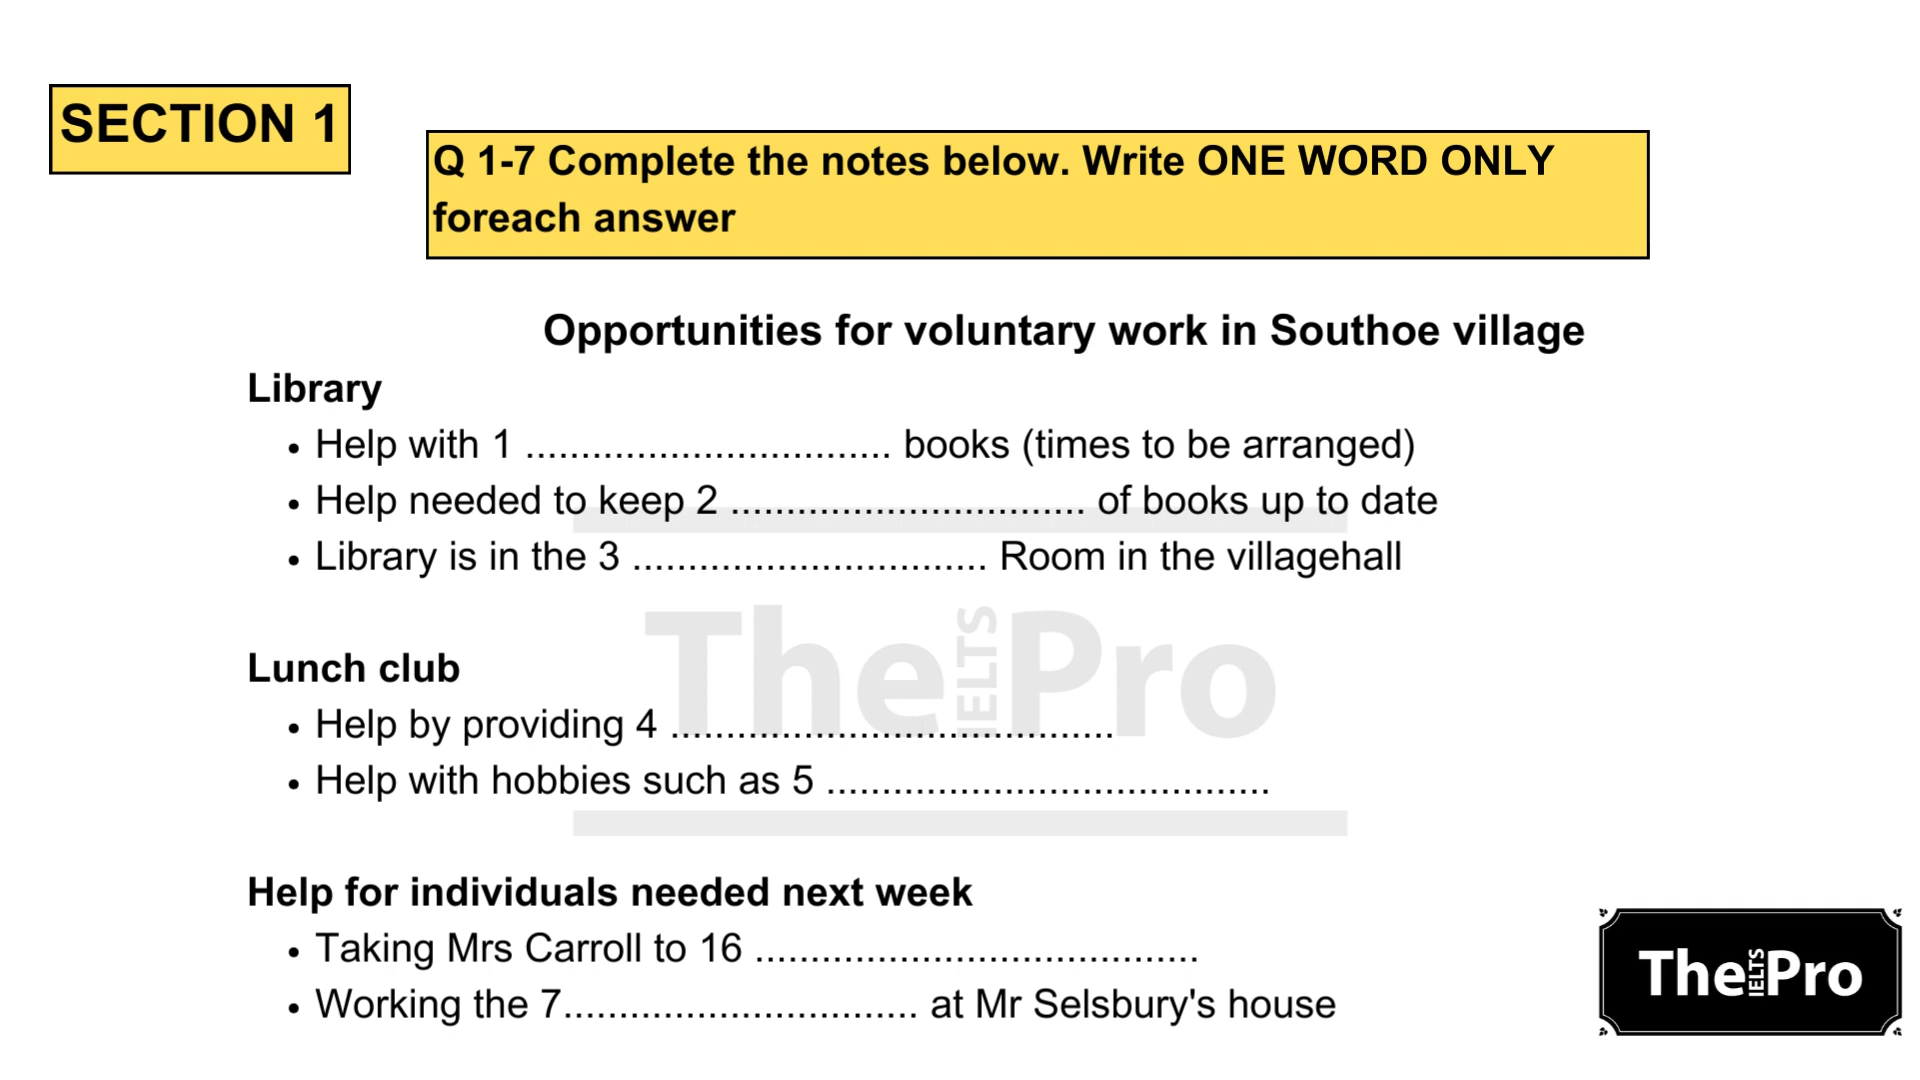 SECTION 1
Q 1-7 Complete the notes below. Write ONE WORD ONLY
foreach answer
Opportunities for voluntary work in Southoe village
Library
• Help with 1 ................................. books (times to be arranged)
• Help needed to keep 2 ................................ of books up to date
• Library is in the 3 ................................ Room in the villagehall
The IELTS Pro
Lunch club
• Help by providing 4 ........................................
• Help with hobbies such as 5 ........................................
Help for individuals needed next week
• Taking Mrs Carroll to 16 ........................................
• Working the 7................................ at Mr Selsbury's house
The IELTS Pro